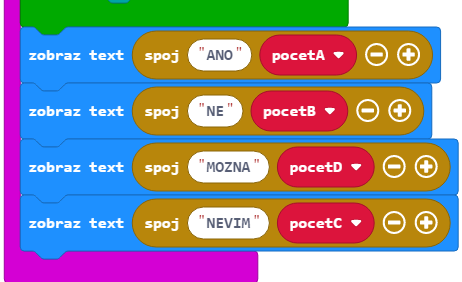 zobraz text spoj "ANO" pocetA
zobraz text spoj "NE" pocetB
zobraz text spoj "MOZNA" pocetD
zobraz text spoj "NEVIM" pocetC